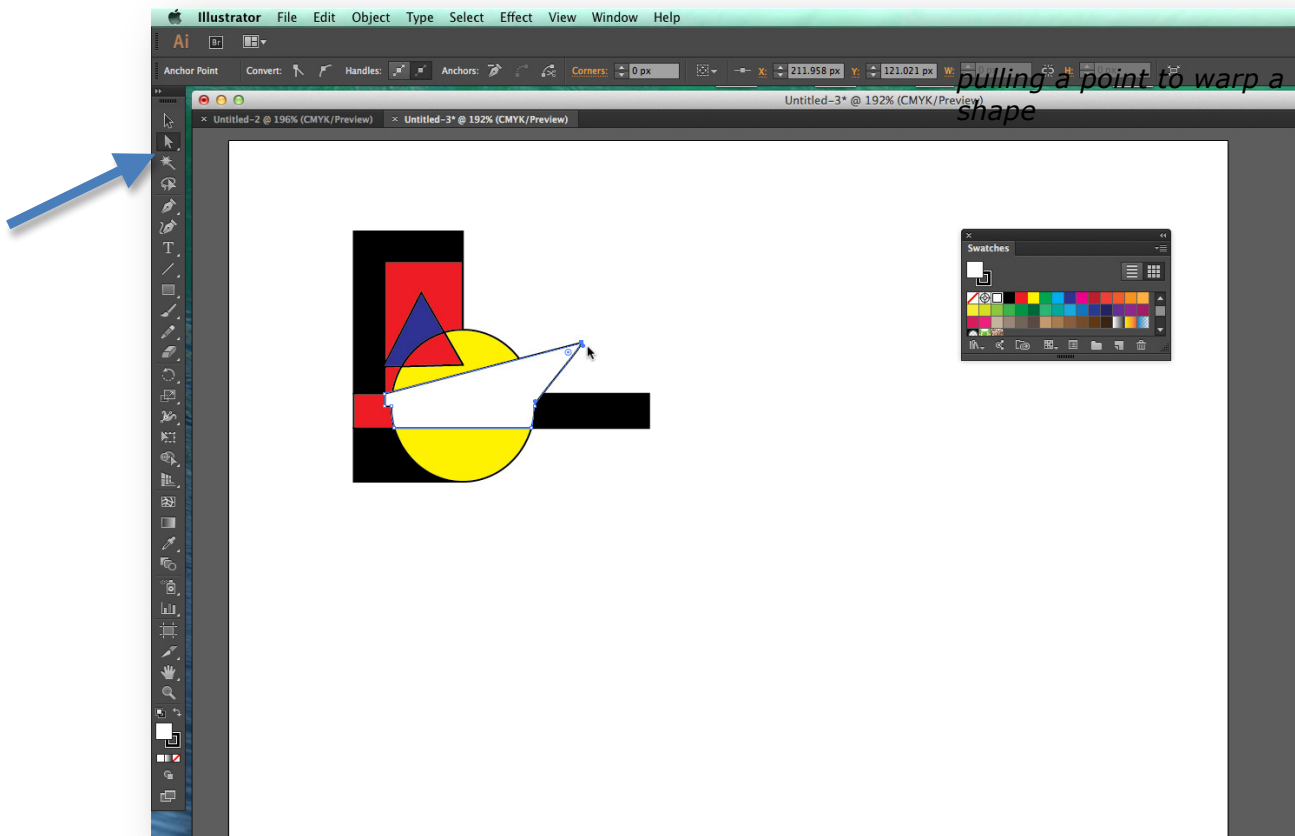 Illustrator File Edit Object Type Select Effect View Window Help
Ai Br
Anchor Point Convert: Handles: Anchors: Corners: 0 px X: 211.958 px Y: 121.021 px W: H:
pulling a point to warp a
shape
Untitled-3* @ 192% (CMYK/Preview)
× Untitled-2 @ 196% (CMYK/Preview) × Untitled-3* @ 192% (CMYK/Preview)
T
Swatches